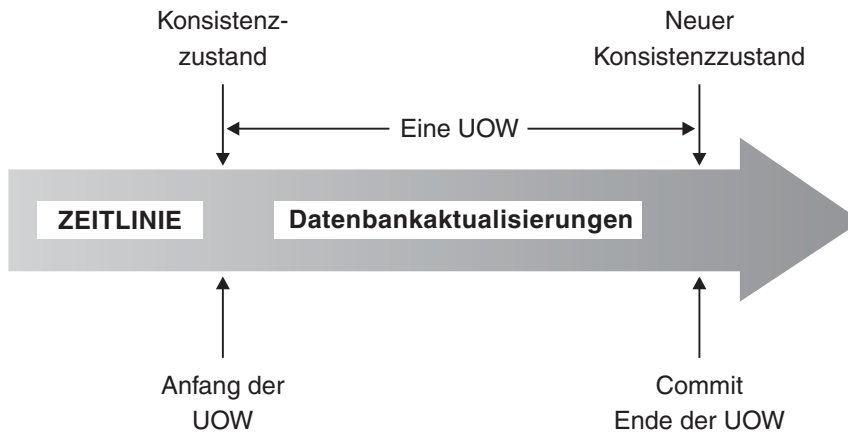 Konsistenz-
zustand
Neuer
Konsistenzzustand
Eine UOW
ZEITLINIE
Datenbankaktualisierungen
Anfang der
UOW
Commit
Ende der UOW